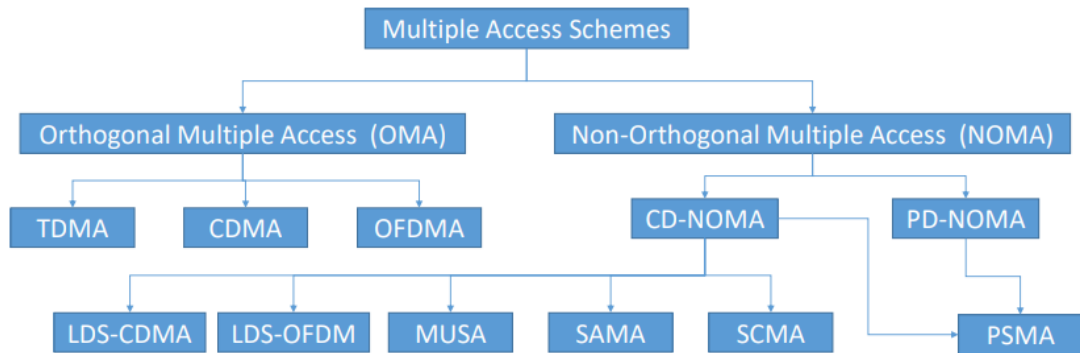 Multiple Access Schemes
Orthogonal Multiple Access (OMA)
Non-Orthogonal Multiple Access (NOMA)
TDMA
CDMA
OFDMA
CD-NOMA
PD-NOMA
LDS-CDMA
LDS-OFDM
MUSA
SAMA
SCMA
PSMA